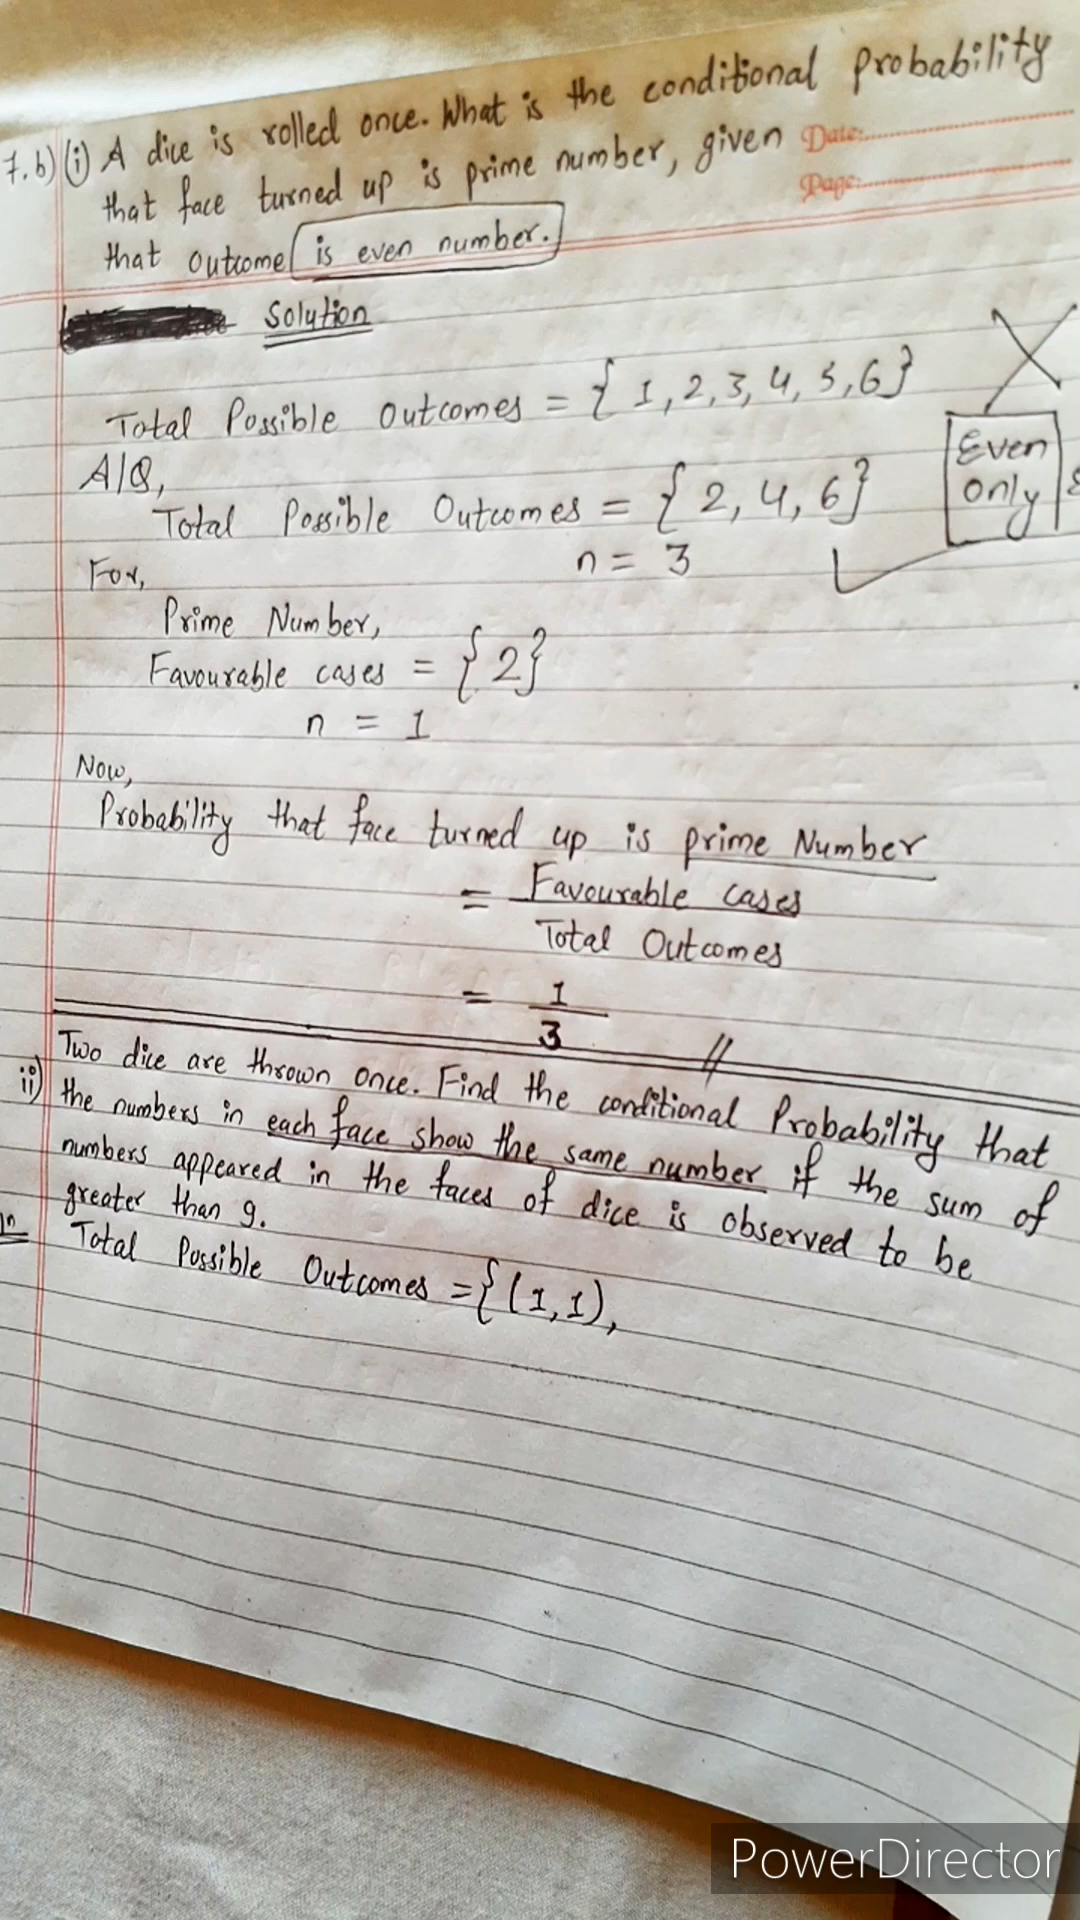 7.b) (i) A dice is rolled once. What is the conditional probability
that face turned up is prime number, given
that outcome is even number.
Date:
Page:
Solution
Total Possible Outcomes = { 1, 2, 3, 4, 5, 6}
A/Q,
Total Possible Outcomes = { 2, 4, 6}
Even
only
n = 3
For,
Prime Number,
Favourable cases = { 2}
n = 1
Now,
Probability that face turned up is prime Number
= Favourable cases
Total Outcomes
= 1
3 //
ii) Two dice are thrown once. Find the conditional Probability that
the numbers in each face show the same number if the sum of
numbers appeared in the faces of dice is observed to be
greater than 9.
Total Possible Outcomes = { (1,1),
PowerDirector